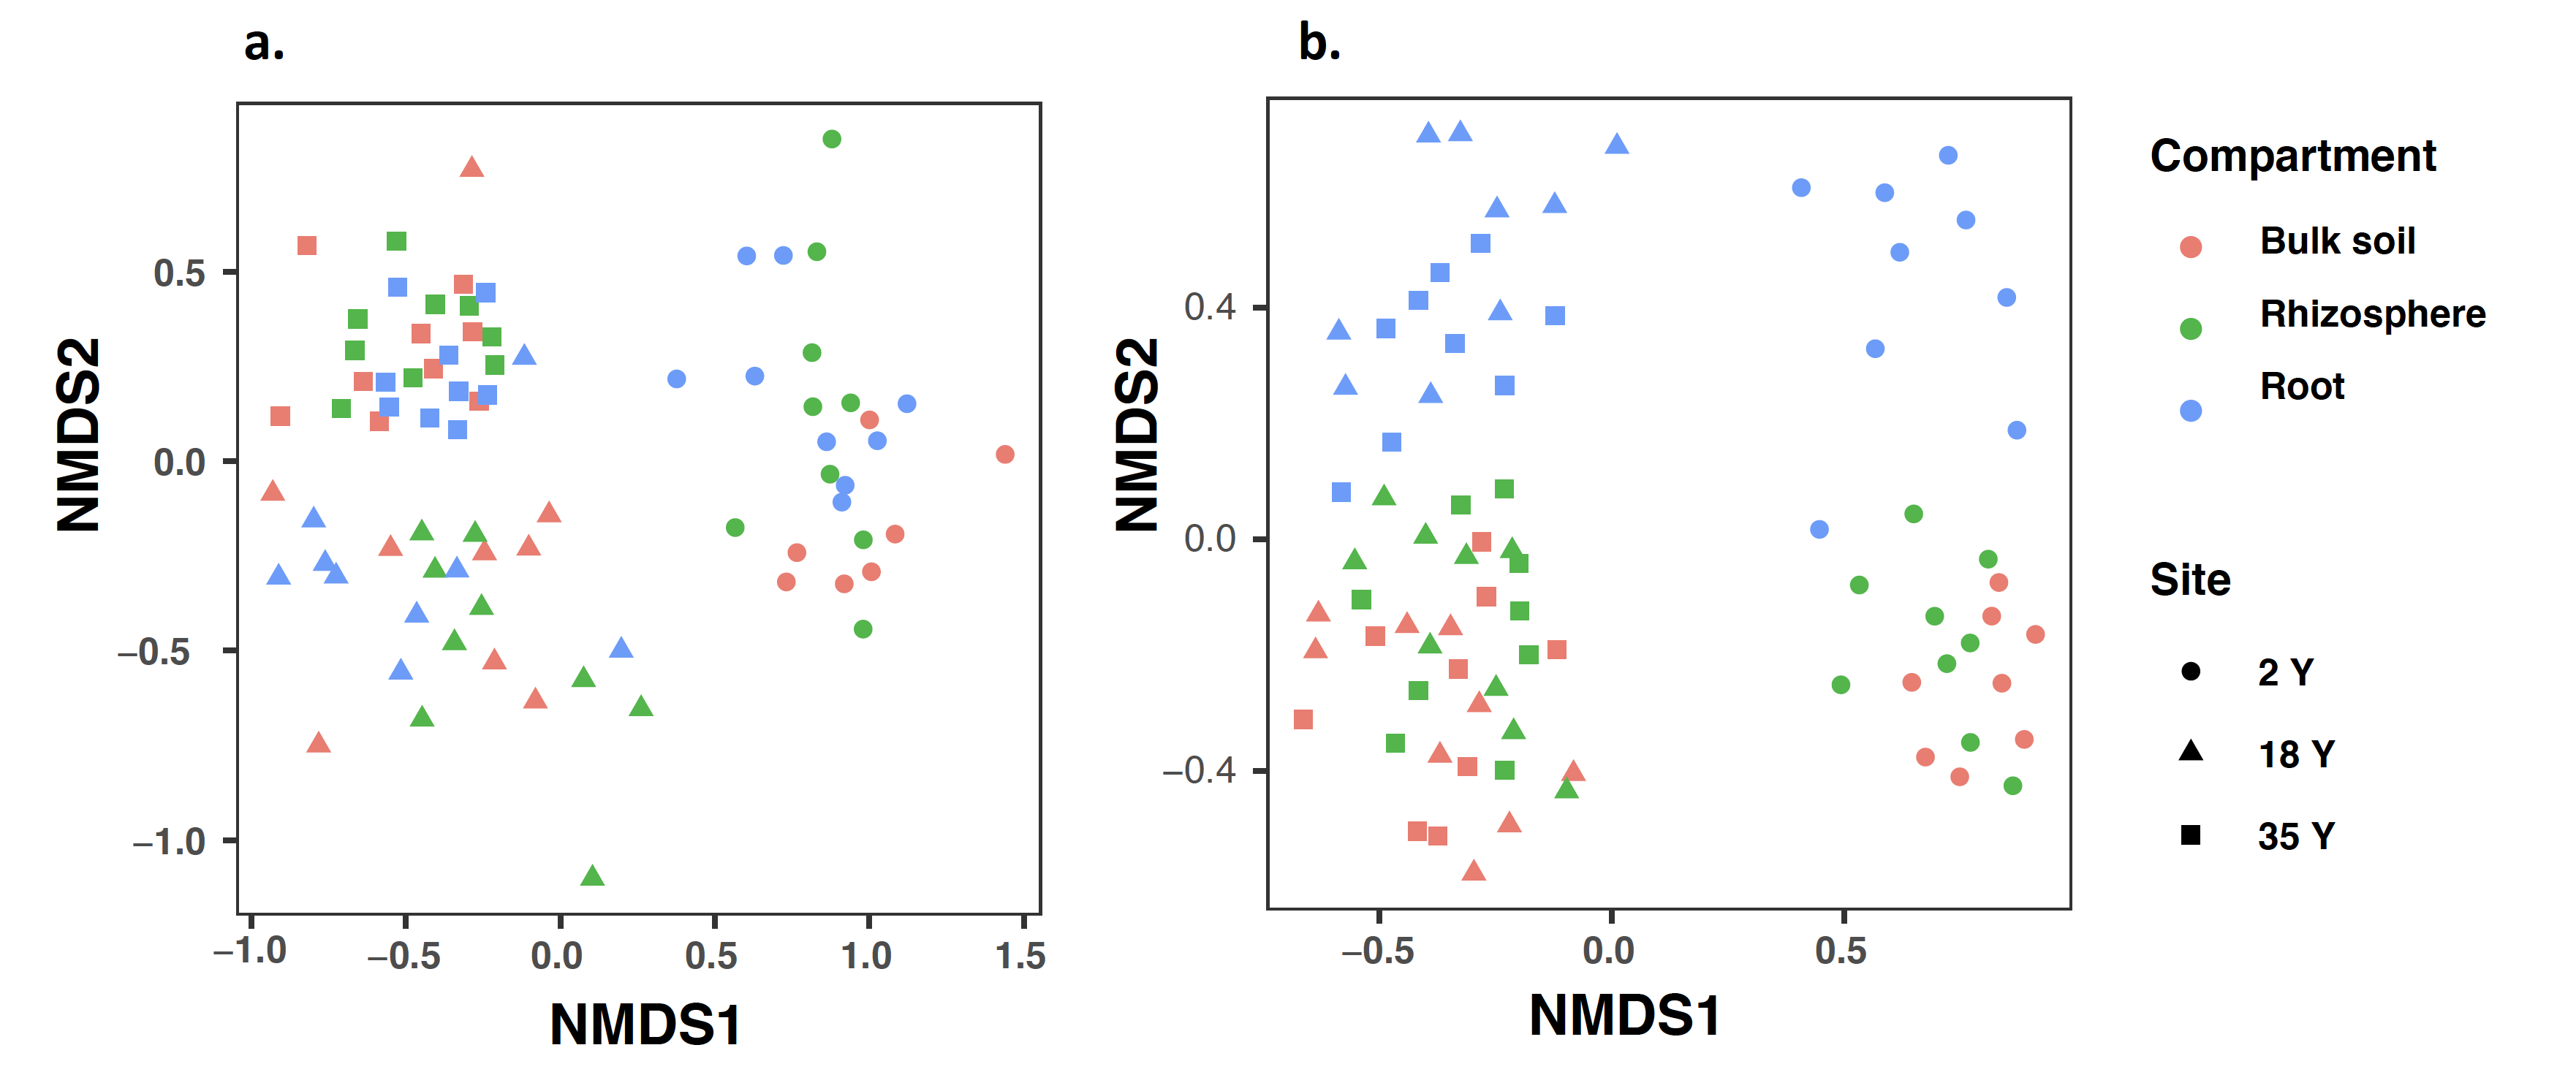 a.
NMDS2
0.5
0.0
−0.5
−1.0
−1.0 −0.5 0.0 0.5 1.0 1.5
NMDS1
b.
NMDS2
0.4
0.0
−0.4
−0.5 0.0 0.5
NMDS1
Compartment
Bulk soil
Rhizosphere
Root
Site
2 Y
18 Y
35 Y